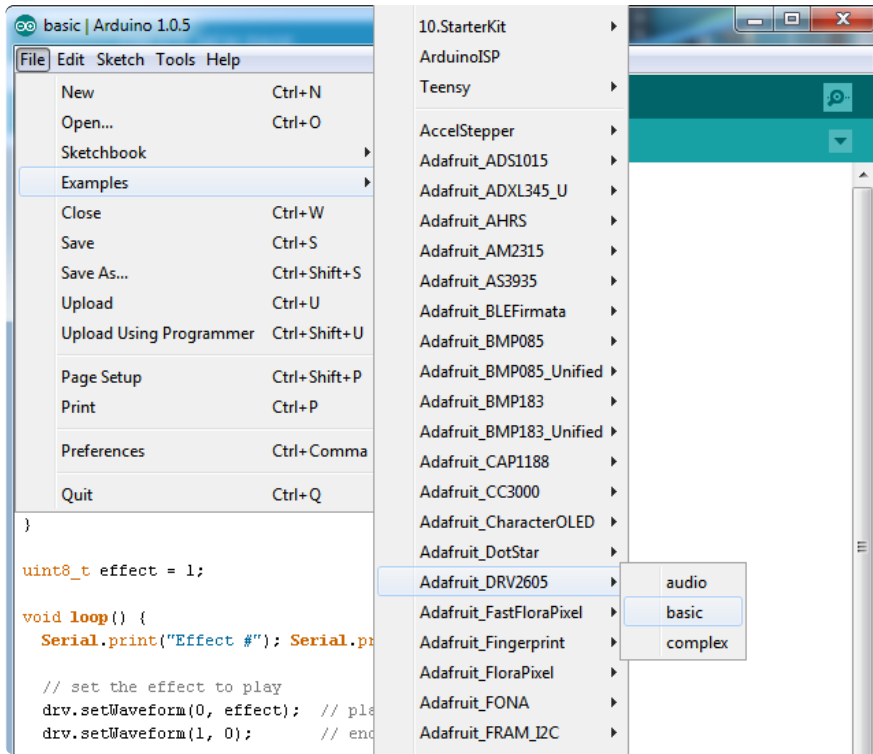 basic | Arduino 1.0.5
File Edit Sketch Tools Help
New Ctrl+N
Open... Ctrl+O
Sketchbook
Examples
Close Ctrl+W
Save Ctrl+S
Save As... Ctrl+Shift+S
Upload Ctrl+U
Upload Using Programmer Ctrl+Shift+U
Page Setup Ctrl+Shift+P
Print Ctrl+P
Preferences Ctrl+Comma
Quit Ctrl+Q
10.StarterKit
ArduinoISP
Teensy
AccelStepper
Adafruit_ADS1015
Adafruit_ADXL345_U
Adafruit_AHRS
Adafruit_AM2315
Adafruit_AS3935
Adafruit_BLEFirmata
Adafruit_BMP085
Adafruit_BMP085_Unified
Adafruit_BMP183
Adafruit_BMP183_Unified
Adafruit_CAP1188
Adafruit_CC3000
Adafruit_CharacterOLED
Adafruit_DotStar
Adafruit_DRV2605
Adafruit_FastFloraPixel
Adafruit_Fingerprint
Adafruit_FloraPixel
Adafruit_FONA
Adafruit_FRAM_I2C
audio
basic
complex
}
uint8_t effect = 1;
void loop() {
Serial.print("Effect #"); Serial.pr
// set the effect to play
drv.setWaveform(0, effect); // pla
drv.setWaveform(1, 0); // end